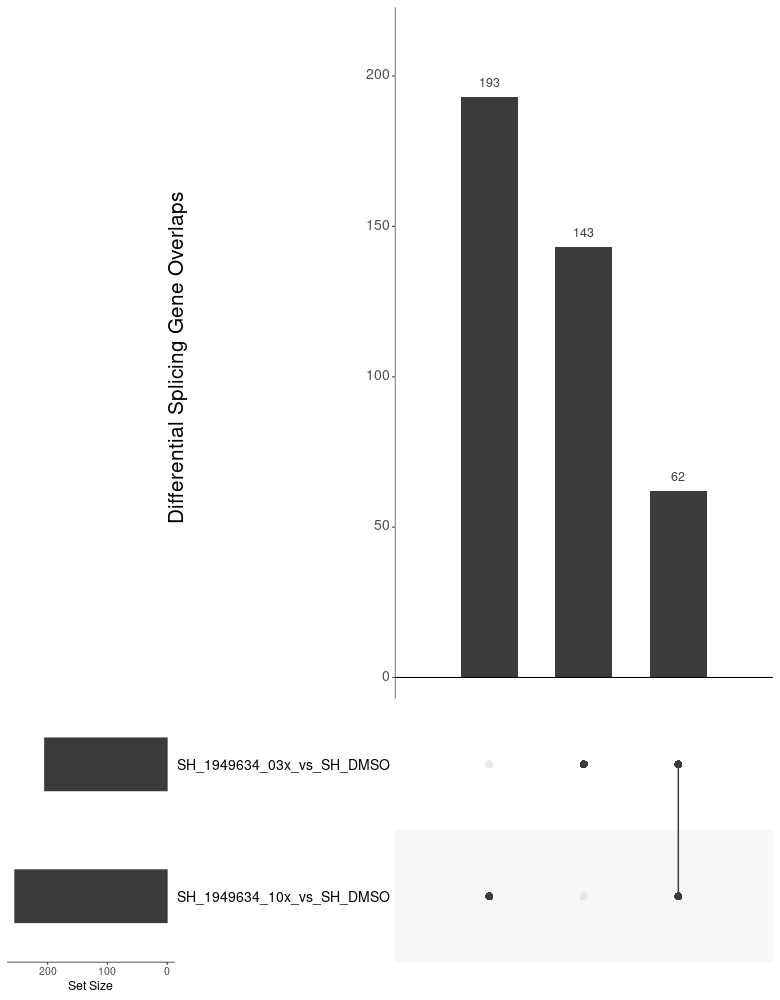 Differential Splicing Gene Overlaps
200
150
100
50
0
193
143
62
SH_1949634_03x_vs_SH_DMSO
SH_1949634_10x_vs_SH_DMSO
200 100 0
Set Size